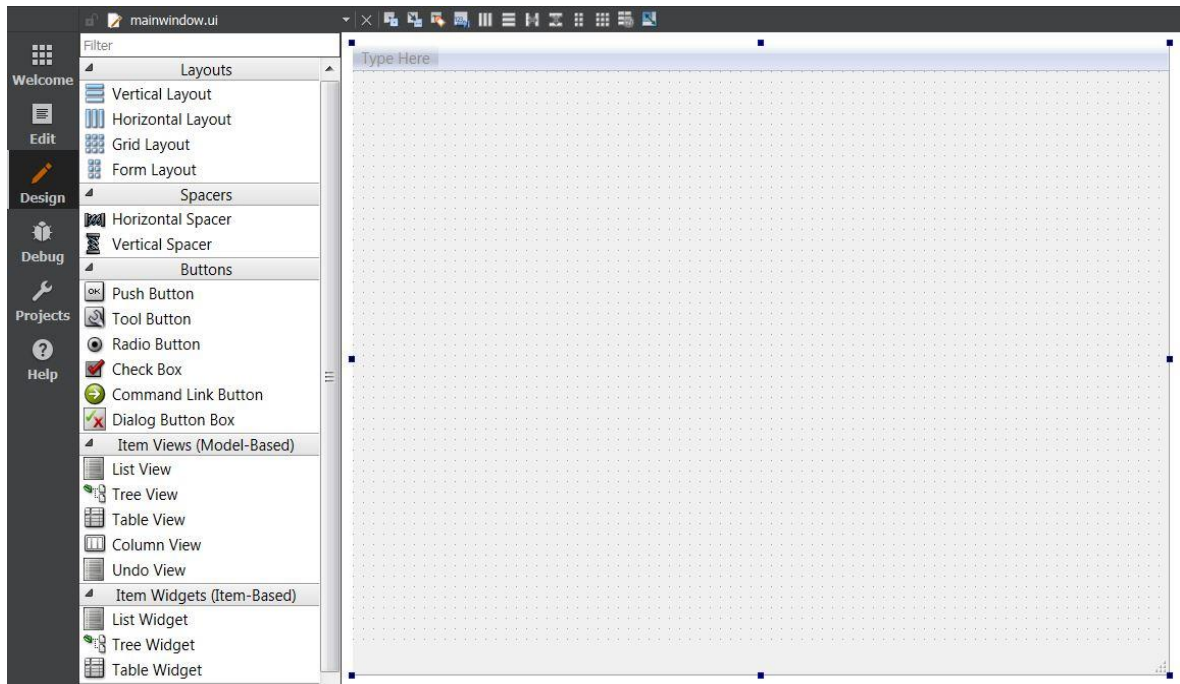 mainwindow.ui
Welcome
Edit
Design
Debug
Projects
Help
Filter
Layouts
Vertical Layout
Horizontal Layout
Grid Layout
Form Layout
Spacers
Horizontal Spacer
Vertical Spacer
Buttons
OK Push Button
Tool Button
Radio Button
Check Box
Command Link Button
Dialog Button Box
Item Views (Model-Based)
List View
Tree View
Table View
Column View
Undo View
Item Widgets (Item-Based)
List Widget
Tree Widget
Table Widget
Type Here